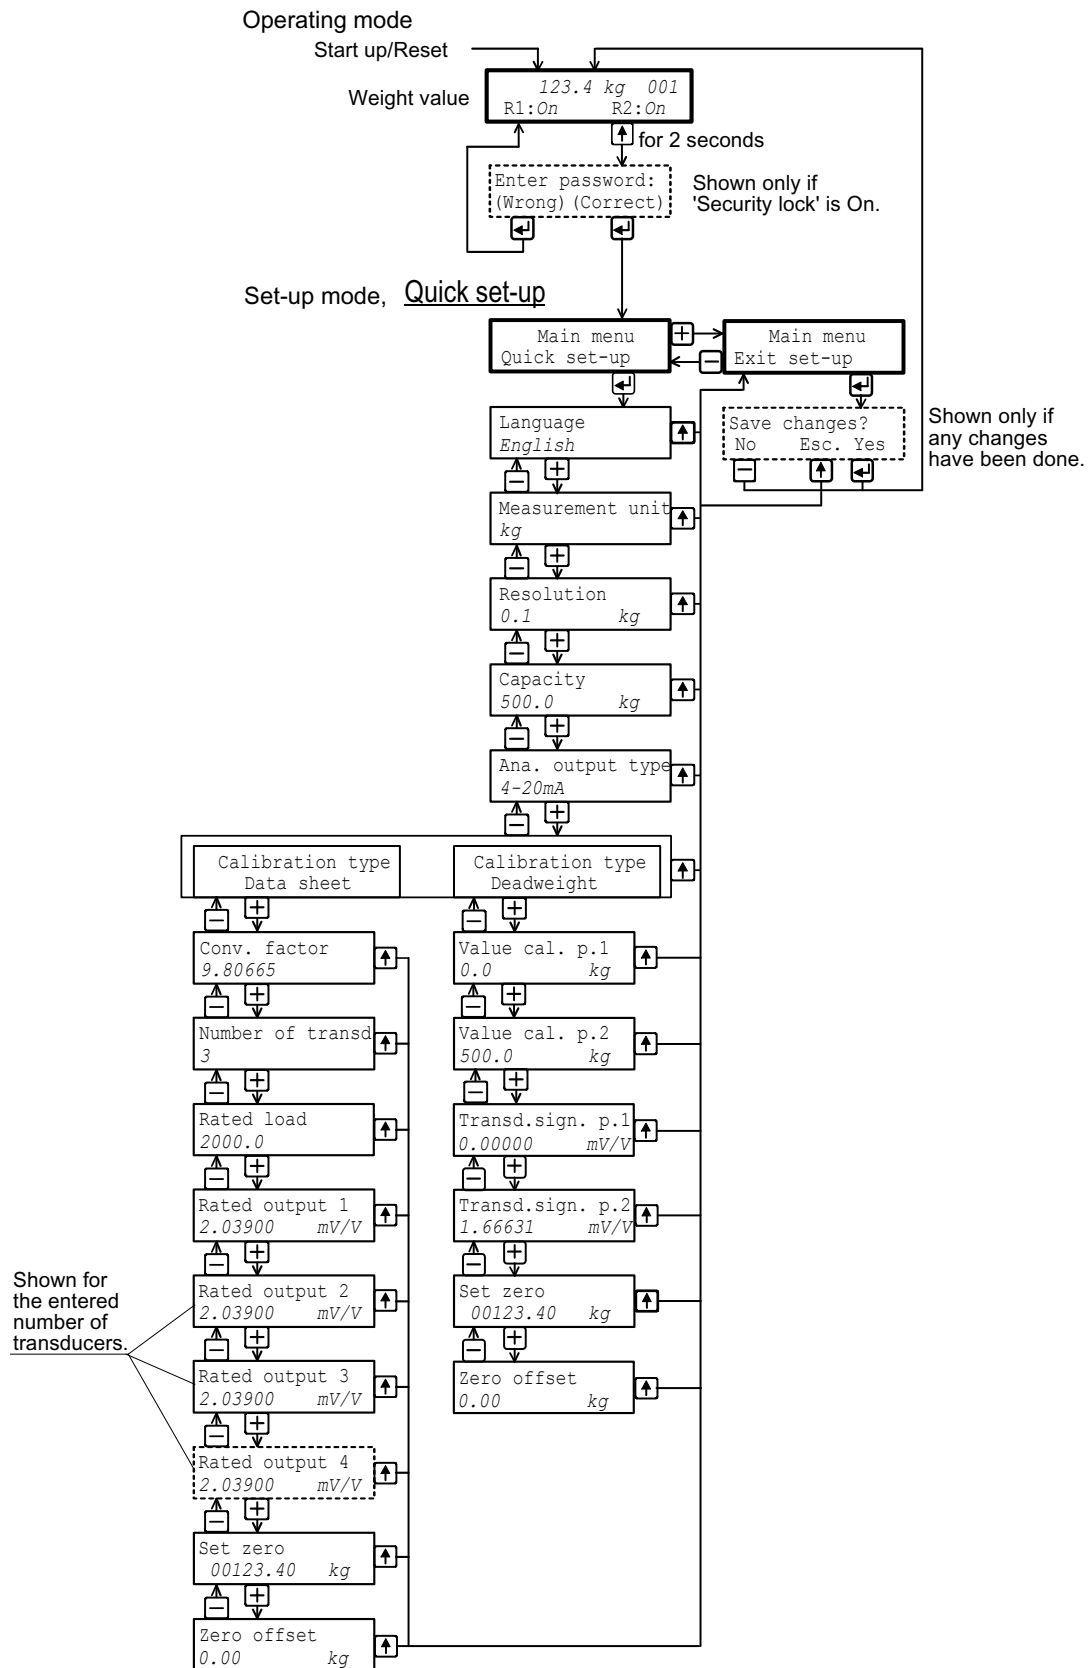 Operating mode
Start up/Reset
Weight value
123.4 kg 001
R1:On R2:On
for 2 seconds
Enter password:
(Wrong) (Correct)
Shown only if
'Security lock' is On.
Set-up mode, Quick set-up
Main menu
Quick set-up
+
−
Main menu
Exit set-up
Save changes?
No Esc. Yes
−
Shown only if
any changes
have been done.
Language
English
− +
Measurement unit
kg
− +
Resolution
0.1 kg
− +
Capacity
500.0 kg
− +
Ana. output type
4-20mA
− +
Calibration type
Data sheet
− +
Conv. factor
9.80665
− +
Number of transd
3
− +
Rated load
2000.0
− +
Rated output 1
2.03900 mV/V
− +
Rated output 2
2.03900 mV/V
− +
Rated output 3
2.03900 mV/V
− +
Rated output 4
2.03900 mV/V
− +
Set zero
00123.40 kg
− +
Zero offset
0.00 kg
Shown for
the entered
number of
transducers.
Calibration type
Deadweight
− +
Value cal. p.1
0.0 kg
− +
Value cal. p.2
500.0 kg
− +
Transd.sign. p.1
0.00000 mV/V
− +
Transd.sign. p.2
1.66631 mV/V
− +
Set zero
00123.40 kg
− +
Zero offset
0.00 kg